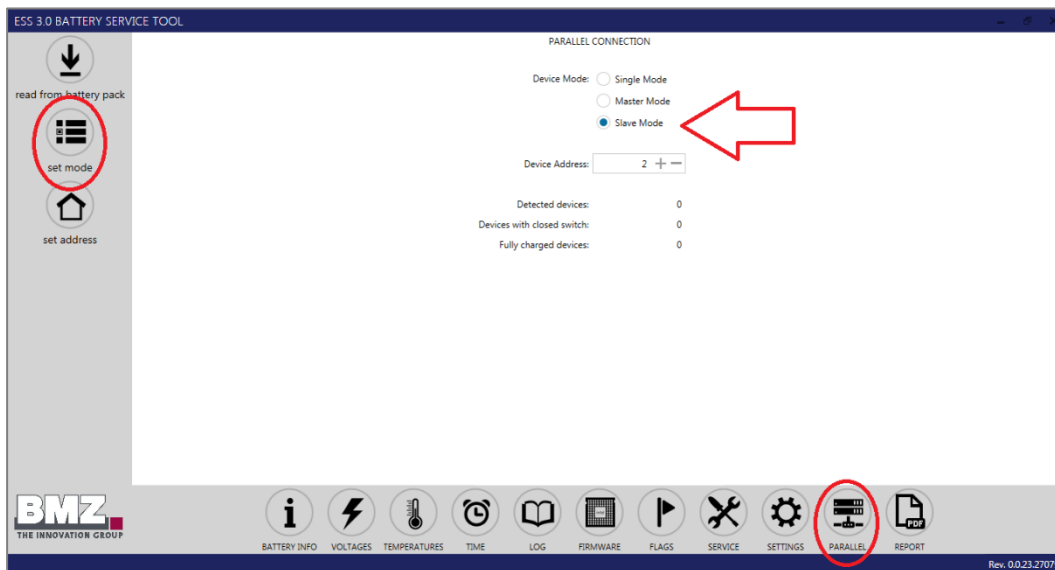 ESS 3.0 BATTERY SERVICE TOOL
PARALLEL CONNECTION
Device Mode: Single Mode
Master Mode
Slave Mode
Device Address: 2
Detected devices: 0
Devices with closed switch: 0
Fully charged devices: 0
read from battery pack
set mode
set address
BMZ
THE INNOVATION GROUP
BATTERY INFO VOLTAGES TEMPERATURES TIME LOG FIRMWARE FLAGS SERVICE SETTINGS PARALLEL REPORT
PDF
Rev. 0.0.23.2707